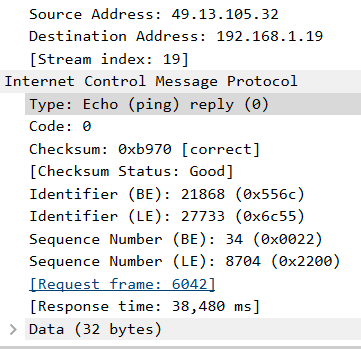 Source Address: 49.13.105.32
Destination Address: 192.168.1.19
[Stream index: 19]
Internet Control Message Protocol
Type: Echo (ping) reply (0)
Code: 0
Checksum: 0xb970 [correct]
[Checksum Status: Good]
Identifier (BE): 21868 (0x556c)
Identifier (LE): 27733 (0x6c55)
Sequence Number (BE): 34 (0x0022)
Sequence Number (LE): 8704 (0x2200)
[Request frame: 6042]
[Response time: 38,480 ms]
Data (32 bytes)